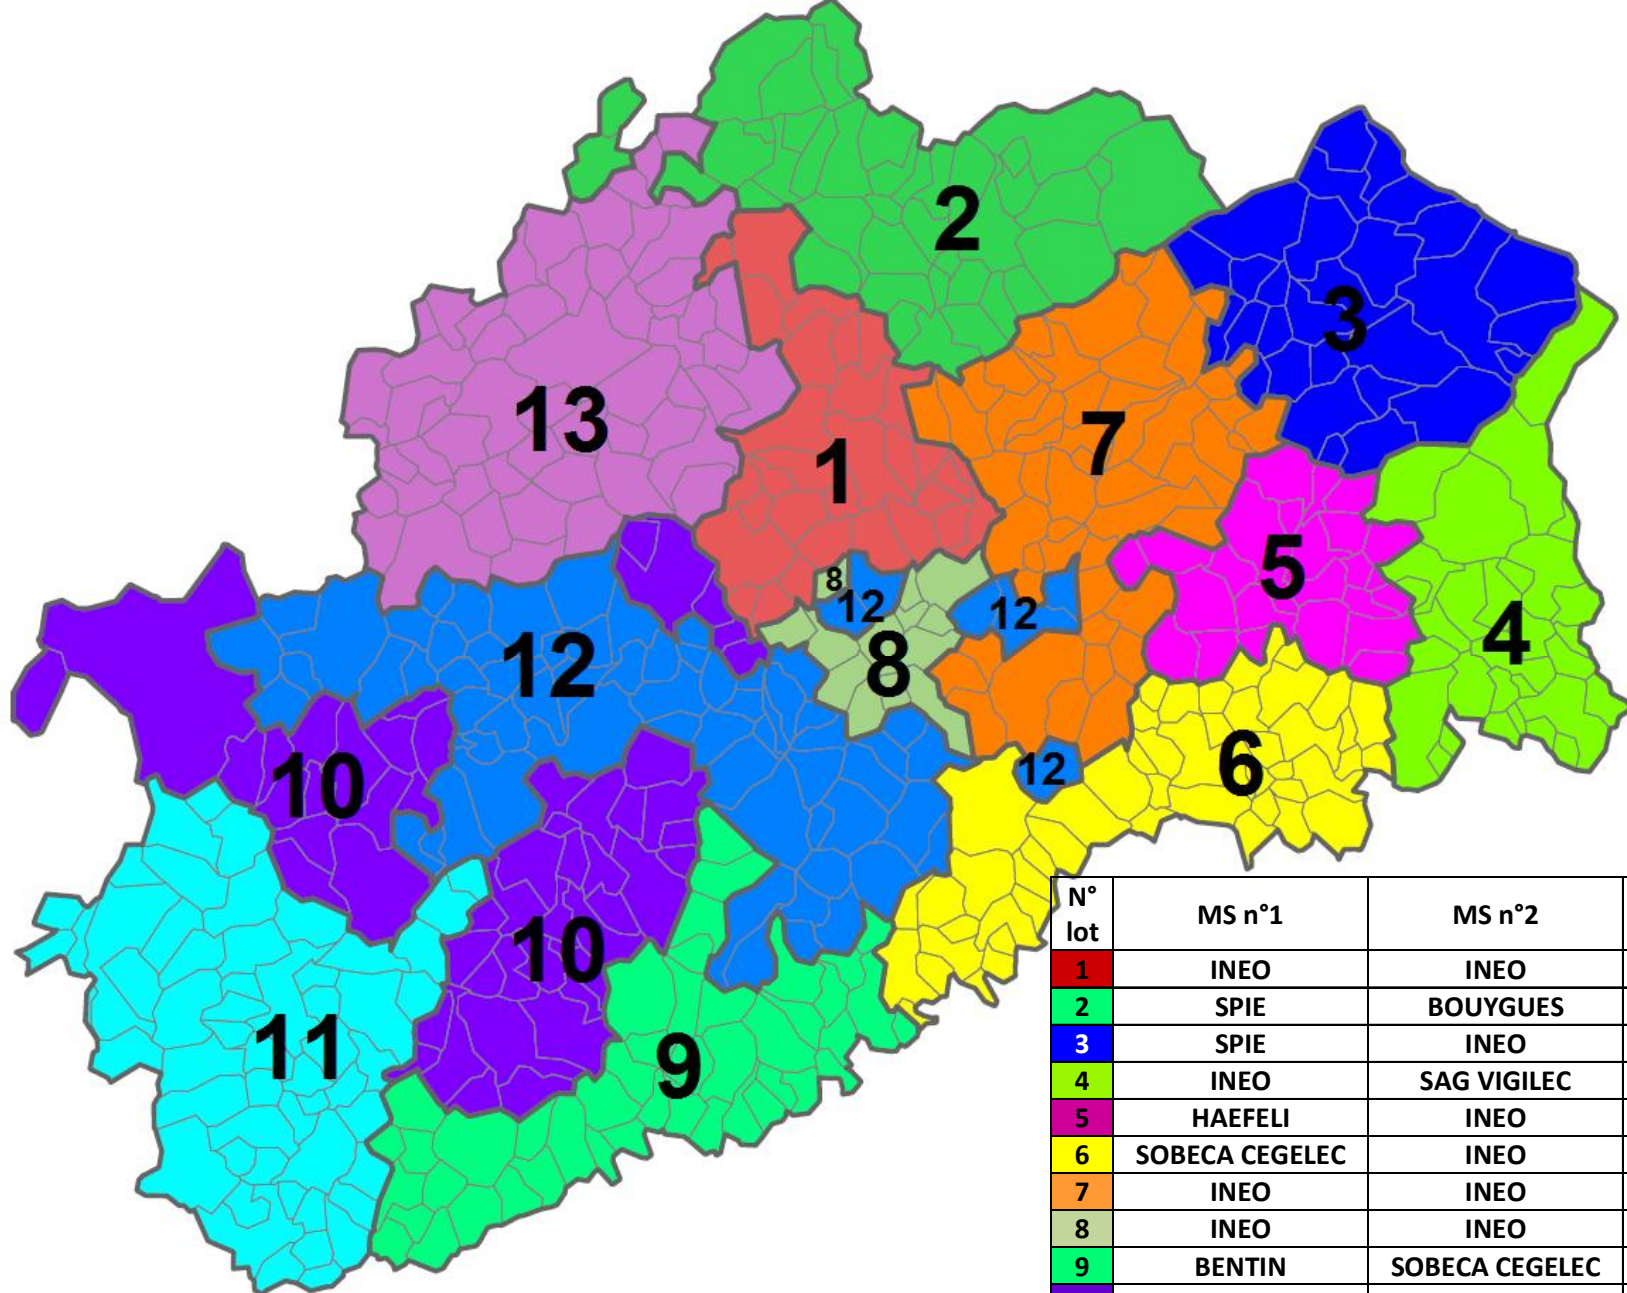 2
3
13
7
1
5
8
12
12
4
12
8
10
12
6
10
11
9
N° lot MS n°1 MS n°2
1 INEO INEO
2 SPIE BOUYGUES
3 SPIE INEO
4 INEO SAG VIGILEC
5 HAEFELI INEO
6 SOBECA CEGELEC INEO
7 INEO INEO
8 INEO INEO
9 BENTIN SOBECA CEGELEC